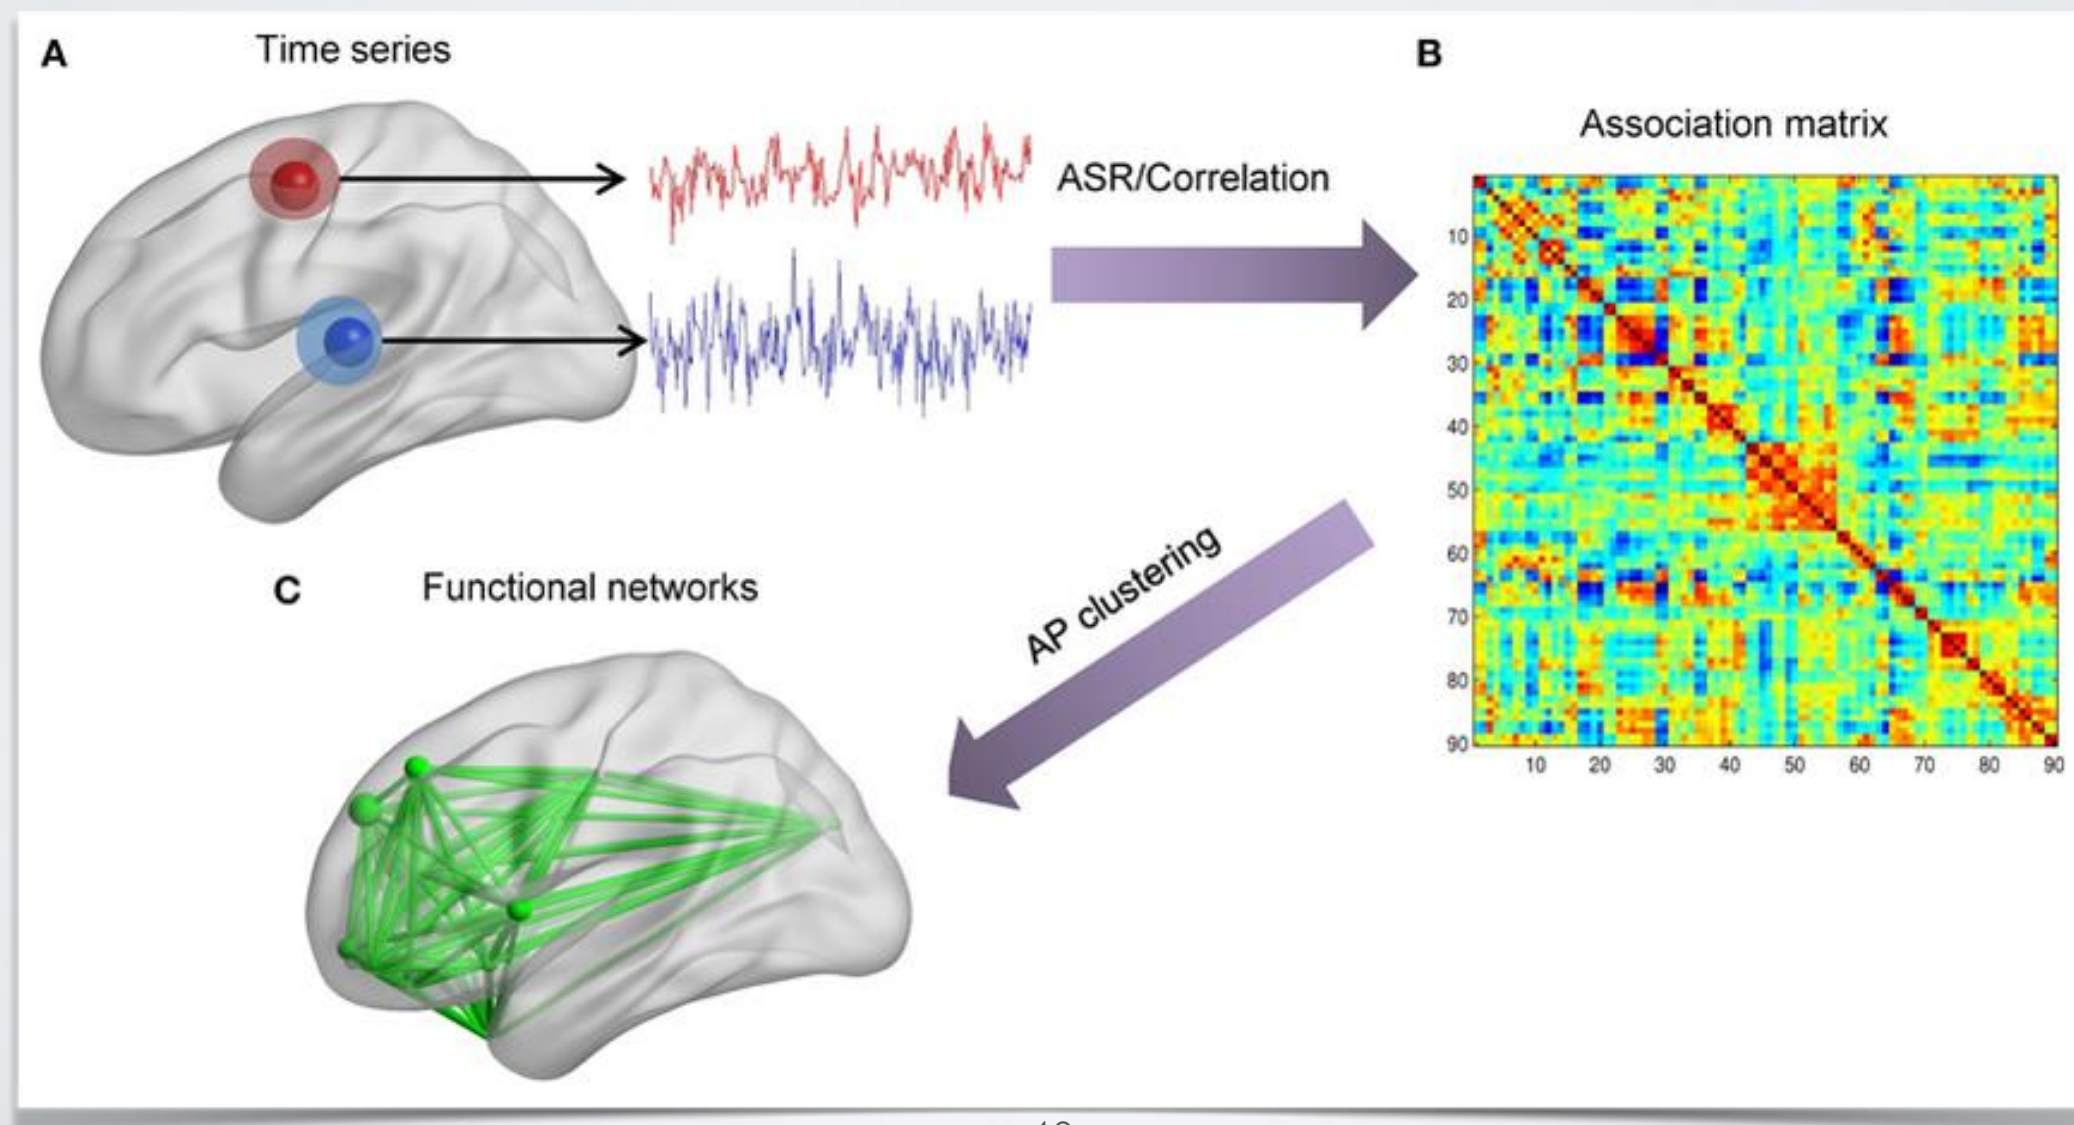 A
Time series
ASR/Correlation
B
Association matrix
10
20
30
40
50
60
70
80
90
10 20 30 40 50 60 70 80 90
AP clustering
C
Functional networks